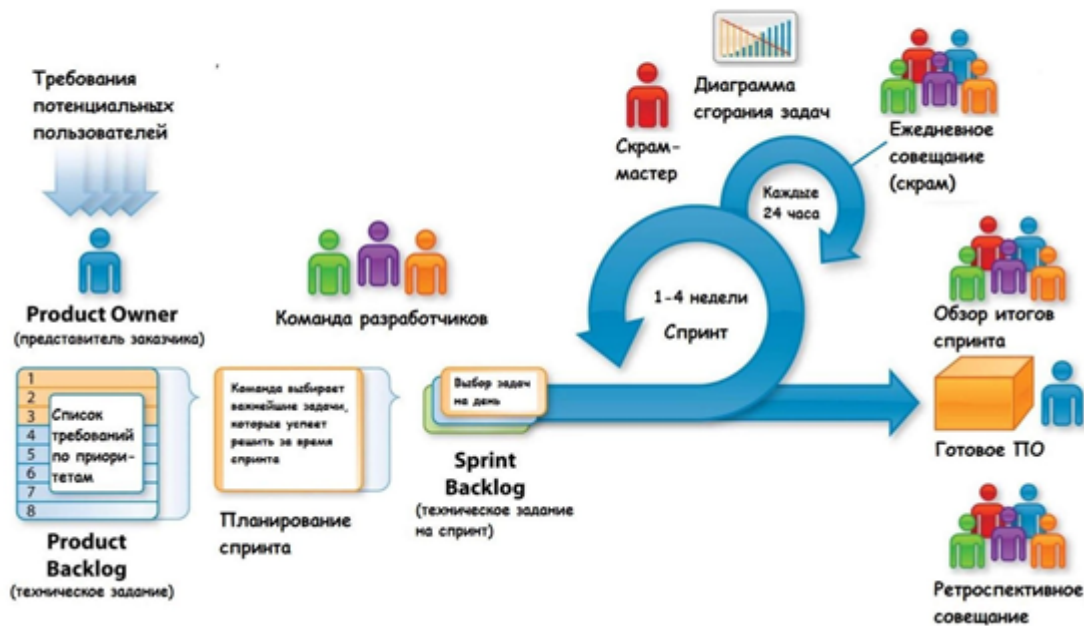 Требования
потенциальных
пользователей
Product Owner
(представитель заказчика)
1
2
3
4
5
6
7
8
Список
требований
по приори-
тетам
Product
Backlog
(техническое задание)
Команда разработчиков
Команда выбирает
важнейшие задачи,
которые успеет
решить за время
спринта
Планирование
спринта
Выбор задач
на день
Sprint
Backlog
(техническое задание
на спринт)
Скрам-
мастер
Диаграмма
сгорания задач
Каждые
24 часа
Ежедневное
совещание
(скрам)
1-4 недели
Спринт
Обзор итогов
спринта
Готовое ПО
Ретроспективное
совещание